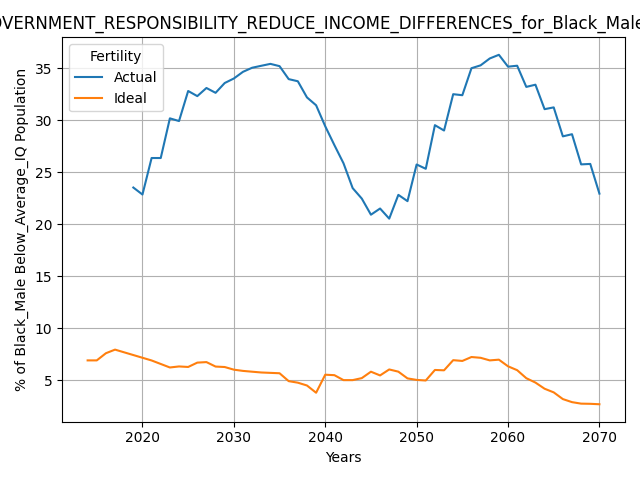 OVERNMENT_RESPONSIBILITY_REDUCE_INCOME_DIFFERENCES_for_Black_Male
Fertility
Actual
Ideal
% of Black_Male Below_Average_IQ Population
35
30
25
20
15
10
5
2020 2030 2040 2050 2060 2070
Years